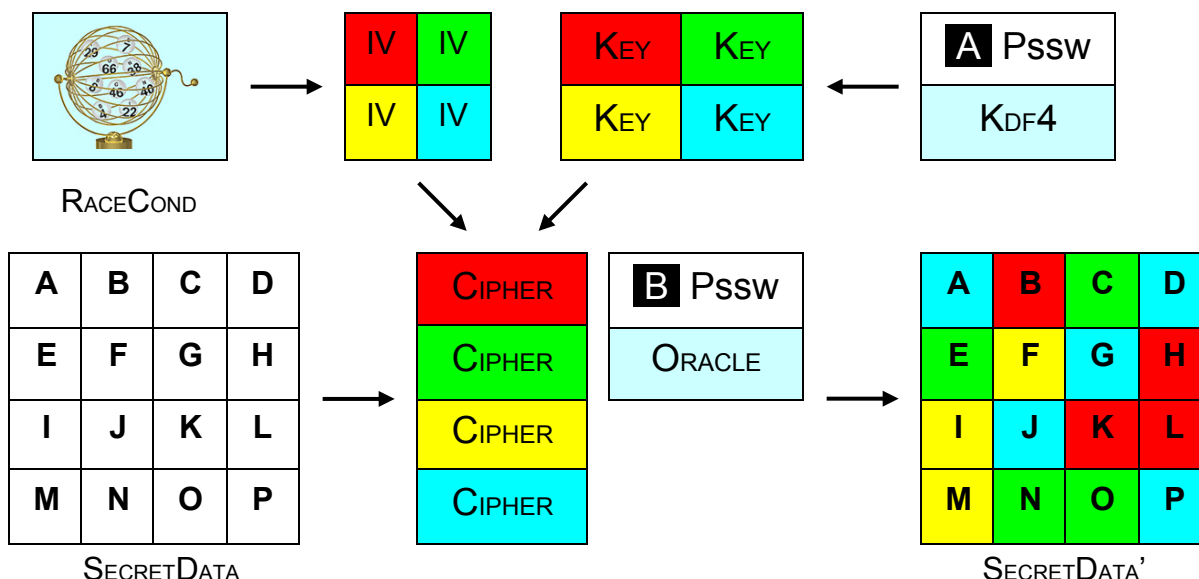 IV IV KEY KEY A Pssw
29 7
66 38
6 46 40
4 22
IV IV KEY KEY KDF4
RACECOND
A B C D CIPHER B Pssw A B C D
E F G H CIPHER ORACLE E F G H
I J K L CIPHER I J K L
M N O P CIPHER M N O P
SECRETDATA SECRETDATA'